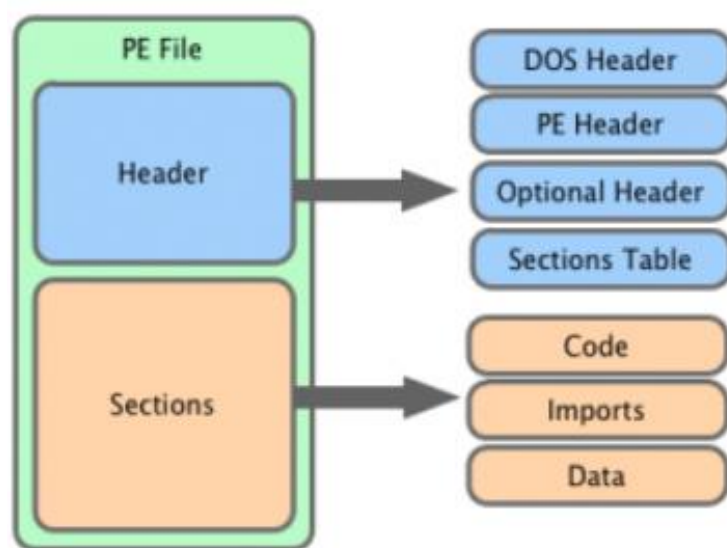 PE File
Header
Sections
DOS Header
PE Header
Optional Header
Sections Table
Code
Imports
Data